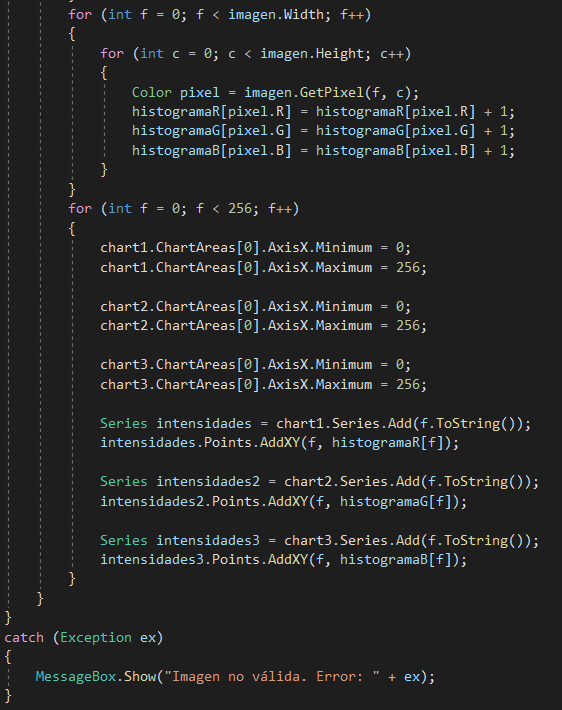 for (int f = 0; f < imagen.Width; f++)
{
for (int c = 0; c < imagen.Height; c++)
{
Color pixel = imagen.GetPixel(f, c);
histogramaR[pixel.R] = histogramaR[pixel.R] + 1;
histogramaG[pixel.G] = histogramaG[pixel.G] + 1;
histogramaB[pixel.B] = histogramaB[pixel.B] + 1;
}
}
for (int f = 0; f < 256; f++)
{
chart1.ChartAreas[0].AxisX.Minimum = 0;
chart1.ChartAreas[0].AxisX.Maximum = 256;
chart2.ChartAreas[0].AxisX.Minimum = 0;
chart2.ChartAreas[0].AxisX.Maximum = 256;
chart3.ChartAreas[0].AxisX.Minimum = 0;
chart3.ChartAreas[0].AxisX.Maximum = 256;
Series intensidades = chart1.Series.Add(f.ToString());
intensidades.Points.AddXY(f, histogramaR[f]);
Series intensidades2 = chart2.Series.Add(f.ToString());
intensidades2.Points.AddXY(f, histogramaG[f]);
Series intensidades3 = chart3.Series.Add(f.ToString());
intensidades3.Points.AddXY(f, histogramaB[f]);
}
}
}
catch (Exception ex)
{
MessageBox.Show("Imagen no válida. Error: " + ex);
}